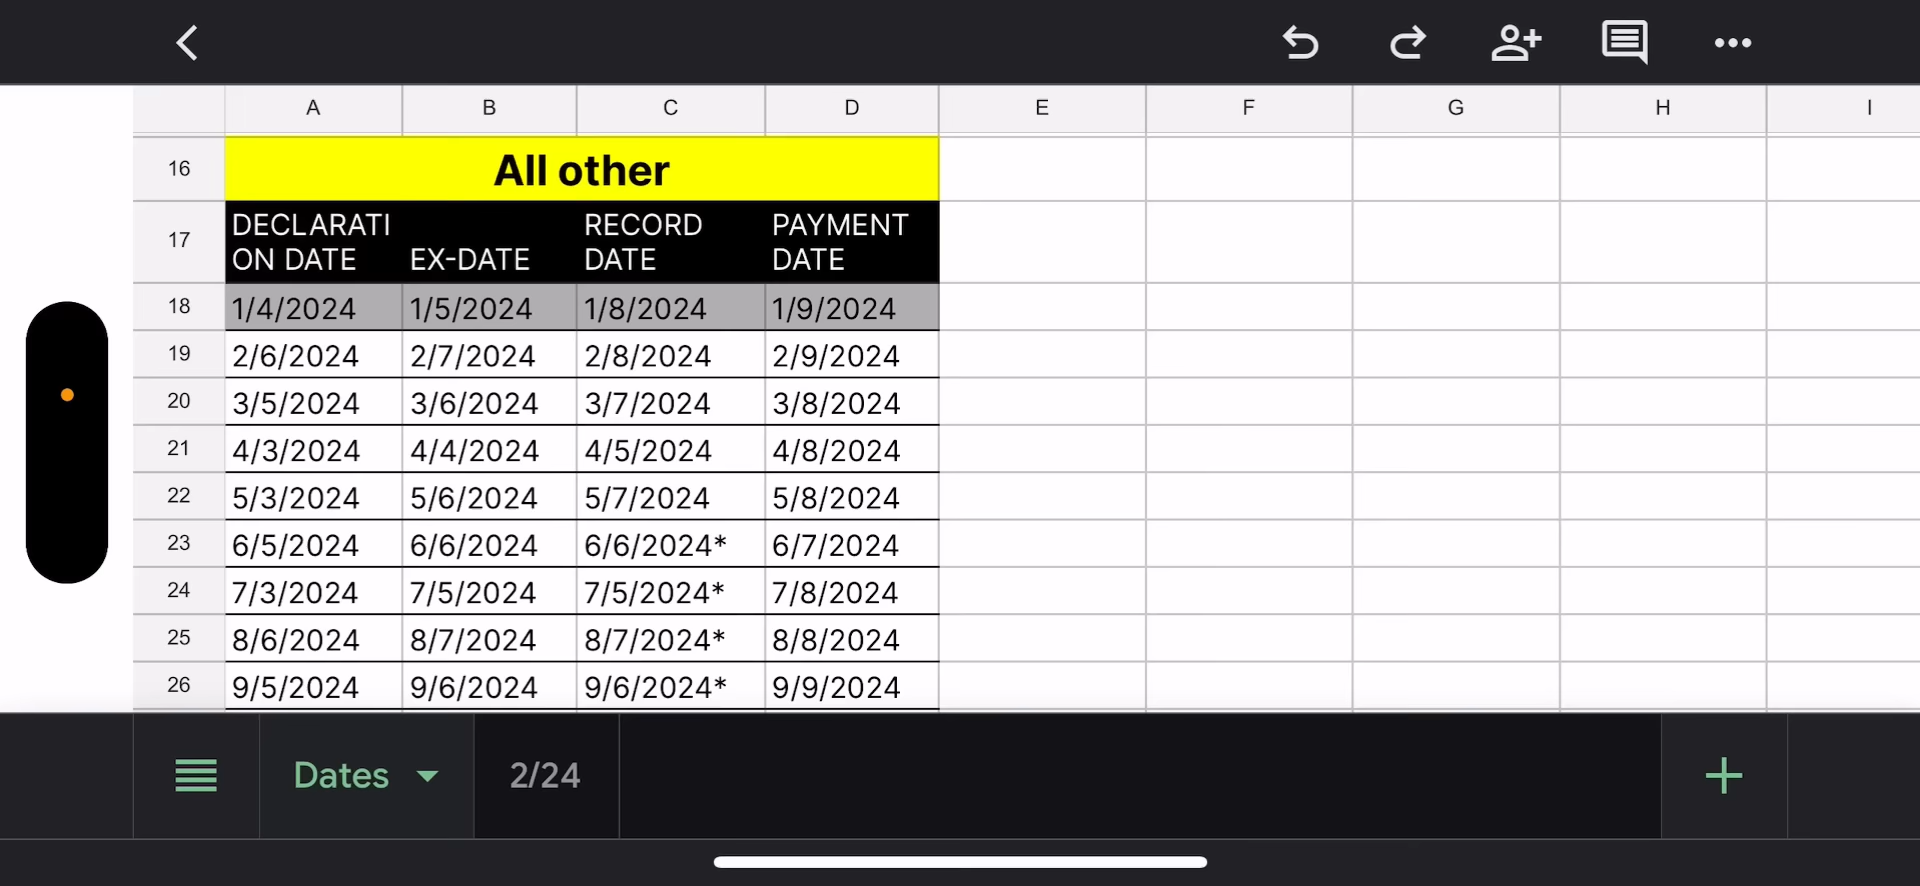 A B C D E F G H I
16 All other
17 DECLARATI
ON DATE EX-DATE RECORD
DATE PAYMENT
DATE
18 1/4/2024 1/5/2024 1/8/2024 1/9/2024
19 2/6/2024 2/7/2024 2/8/2024 2/9/2024
20 3/5/2024 3/6/2024 3/7/2024 3/8/2024
21 4/3/2024 4/4/2024 4/5/2024 4/8/2024
22 5/3/2024 5/6/2024 5/7/2024 5/8/2024
23 6/5/2024 6/6/2024 6/6/2024* 6/7/2024
24 7/3/2024 7/5/2024 7/5/2024* 7/8/2024
25 8/6/2024 8/7/2024 8/7/2024* 8/8/2024
26 9/5/2024 9/6/2024 9/6/2024* 9/9/2024
Dates 2/24